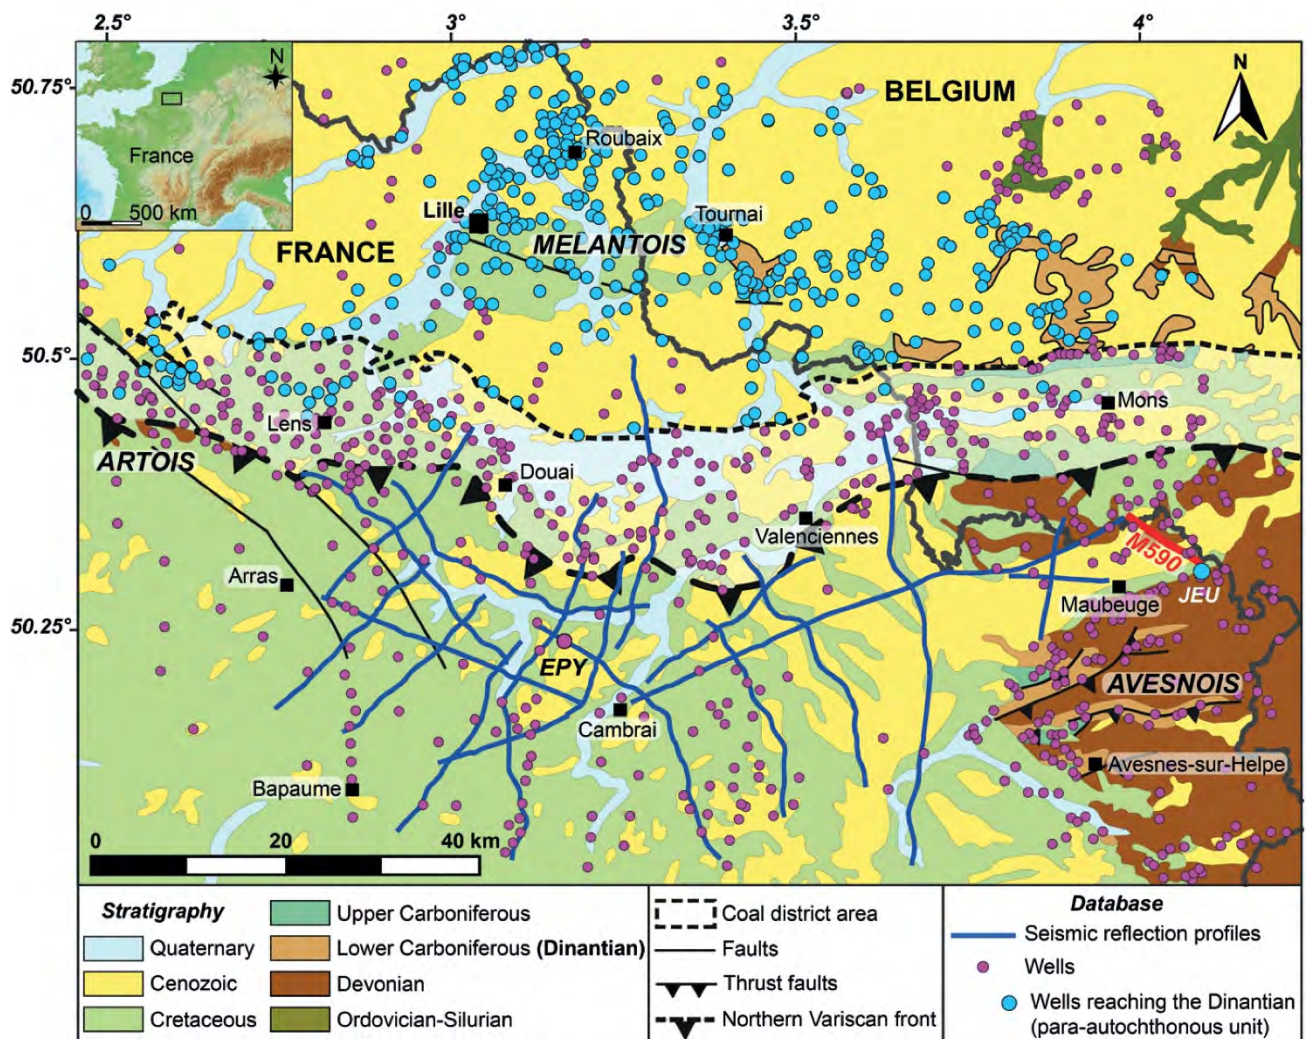 2.5° 3° 3.5° 4°
50.75°
50.5°
50.25°
N
France
0 500 km
BELGIUM
N
Roubaix
Lille
Tournai
MELANTOIS
FRANCE
Mons
Lens
ARTOIS
Douai
Valenciennes
M590
Arras
Maubeuge
JEU
EPY
AVESNOIS
Cambrai
Avesnes-sur-Helpe
Bapaume
0 20 40 km
Stratigraphy
Quaternary
Cenozoic
Cretaceous
Upper Carboniferous
Lower Carboniferous (Dinantian)
Devonian
Ordovician-Silurian
Coal district area
Faults
Thrust faults
Northern Variscan front
Database
Seismic reflection profiles
Wells
Wells reaching the Dinantian
(para-autochthonous unit)